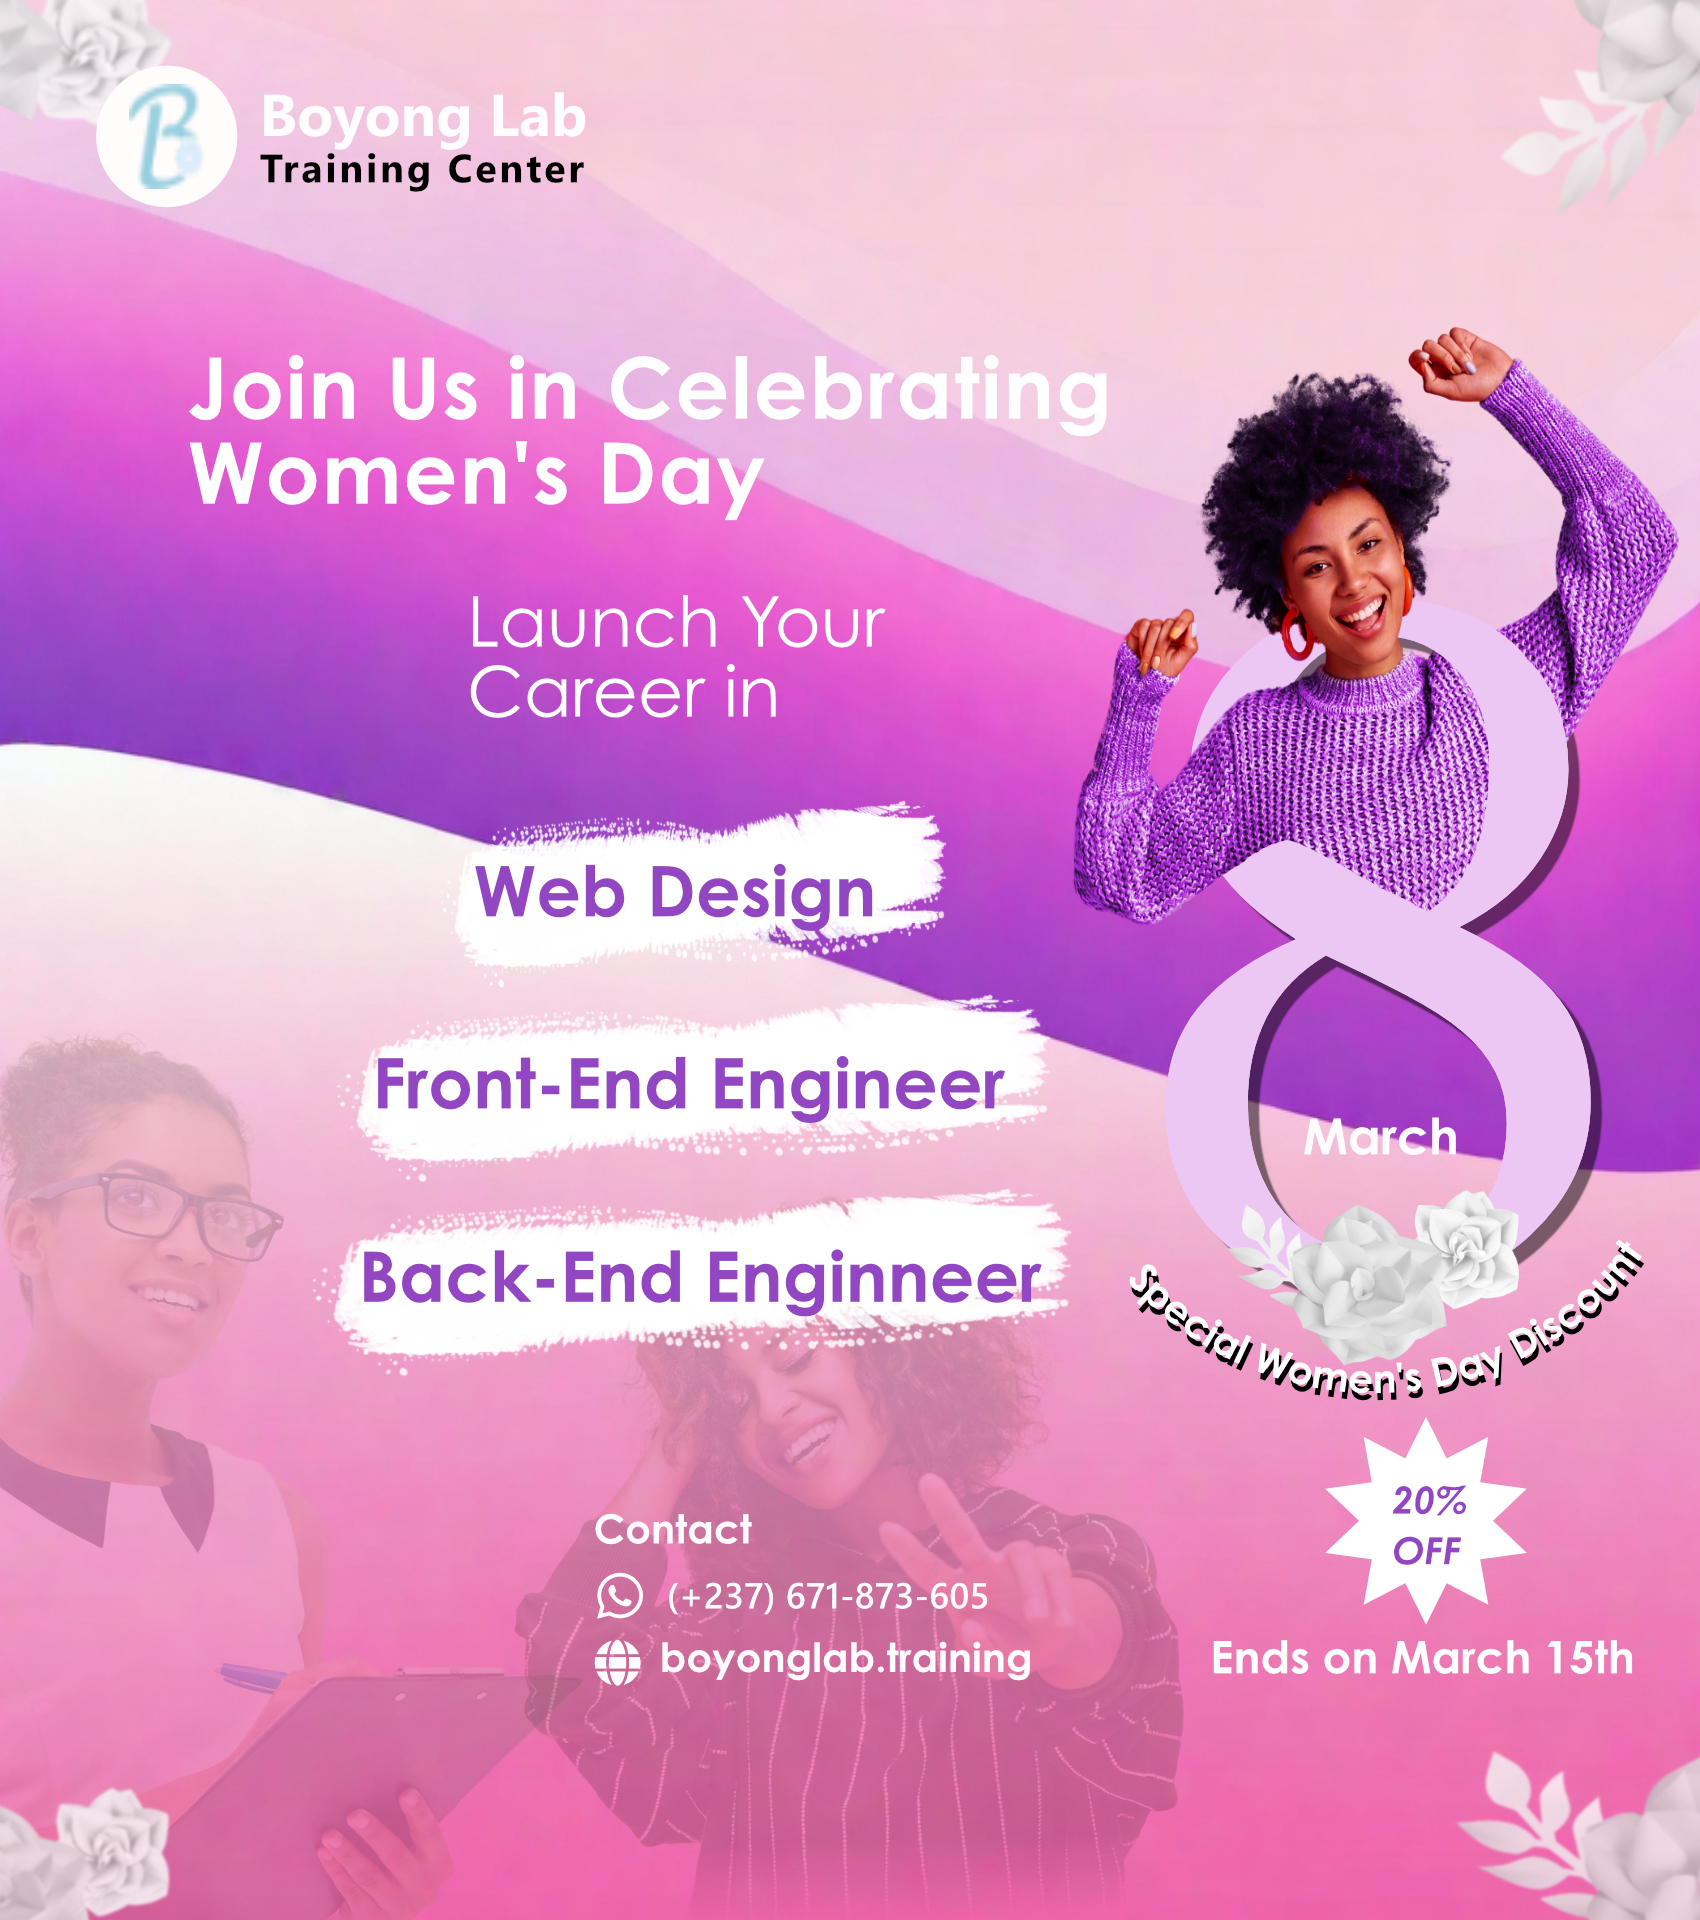 Boyong Lab
Training Center
Join Us in Celebrating
Women's Day
Launch Your
Career in
Web Design
Front-End Engineer
Back-End Enginneer
8
March
Special Women's Day Discount
20%
OFF
Ends on March 15th
Contact
(+237) 671-873-605
boyonglab.training